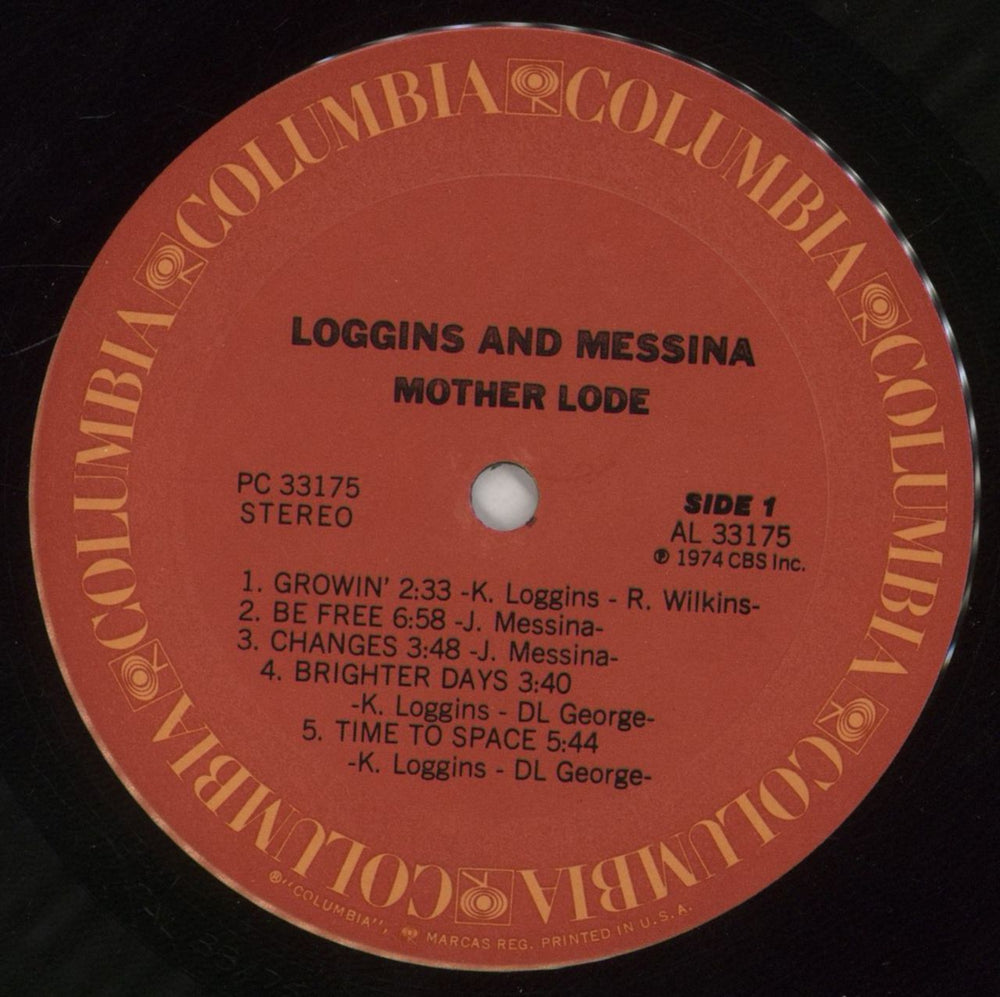 COLUMBIA COLUMBIA COLUMBIA COLUMBIA COLUMBIA COLUMBIA
LOGGINS AND MESSINA
MOTHER LODE
PC 33175
STEREO
SIDE 1
AL 33175
℗ 1974 CBS Inc.
1. GROWIN' 2:33 -K. Loggins - R. Wilkins-
2. BE FREE 6:58 -J. Messina-
3. CHANGES 3:48 -J. Messina-
4. BRIGHTER DAYS 3:40
-K. Loggins - DL George-
5. TIME TO SPACE 5:44
-K. Loggins - DL George-
®"COLUMBIA", MARCAS REG. PRINTED IN U.S.A.